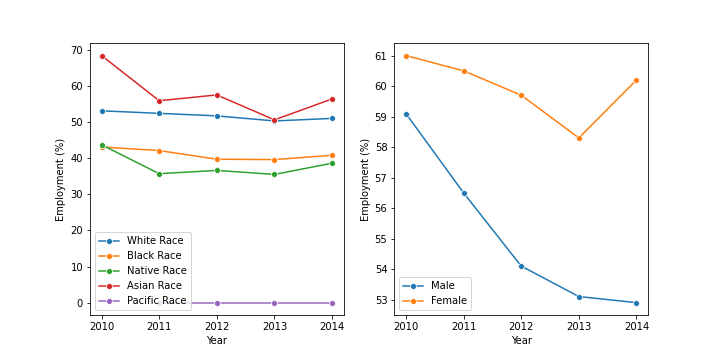 70
60
50
40
30
20
10
0
Employment (%)
White Race
Black Race
Native Race
Asian Race
Pacific Race
2010 2011 2012 2013 2014
Year
61
60
59
58
57
56
55
54
53
Employment (%)
Male
Female
2010 2011 2012 2013 2014
Year